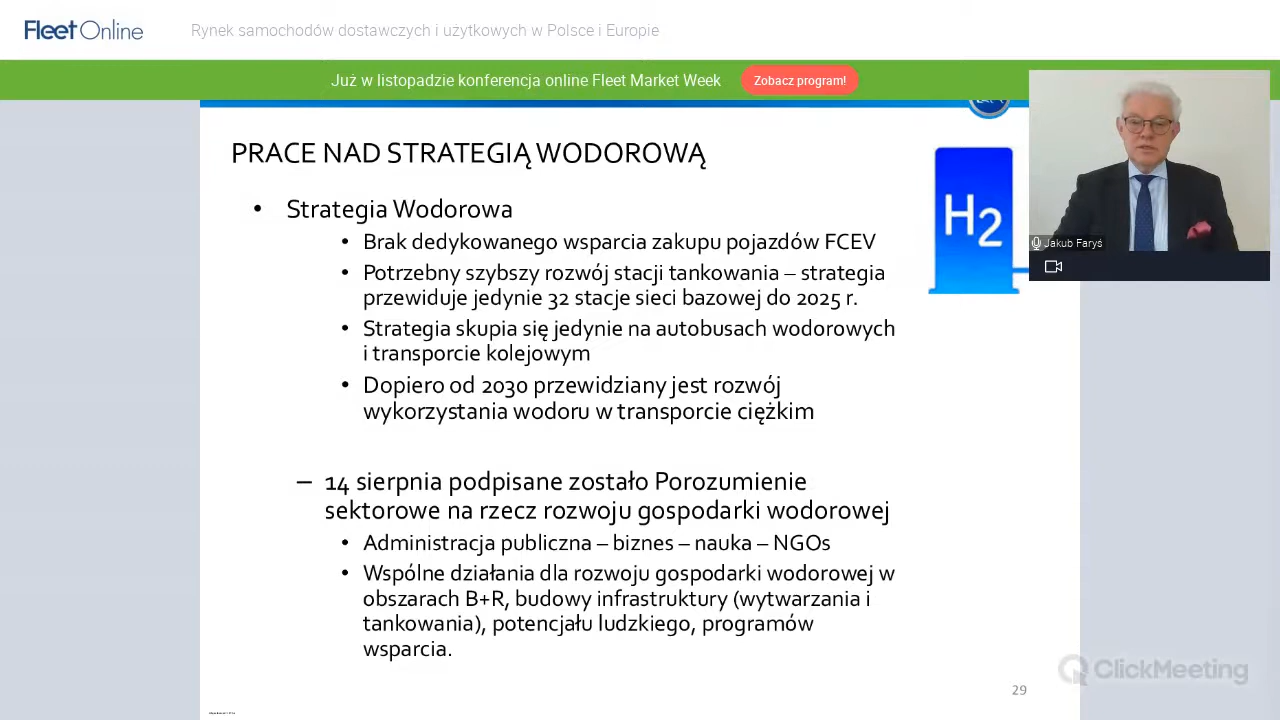 FleetOnline
Rynek samochodów dostawczych i użytkowych w Polsce i Europie
Już w listopadzie konferencja online Fleet Market Week
Zobacz program!
PRACE NAD STRATEGIĄ WODOROWĄ
• Strategia Wodorowa
• Brak dedykowanego wsparcia zakupu pojazdów FCEV
• Potrzebny szybszy rozwój stacji tankowania – strategia
przewiduje jedynie 32 stacje sieci bazowej do 2025 r.
• Strategia skupia się jedynie na autobusach wodorowych
i transporcie kolejowym
• Dopiero od 2030 przewidziany jest rozwój
wykorzystania wodoru w transporcie ciężkim
– 14 sierpnia podpisane zostało Porozumienie
sektorowe na rzecz rozwoju gospodarki wodorowej
• Administracja publiczna – biznes – nauka – NGOs
• Wspólne działania dla rozwoju gospodarki wodorowej w
obszarach B+R, budowy infrastruktury (wytwarzania i
tankowania), potencjału ludzkiego, programów
wsparcia.
H2
Jakub Faryś
ClickMeeting
29